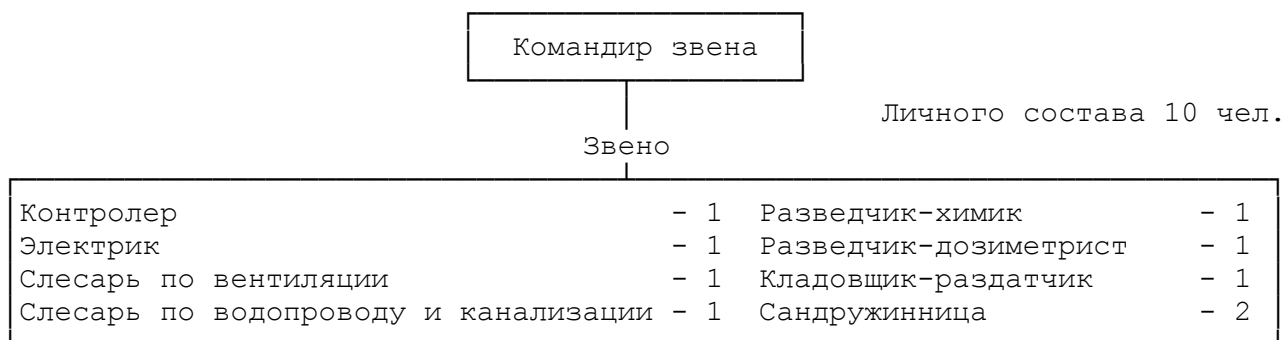 Командир звена
Личного состава 10 чел.
Звено
Контролер - 1 Разведчик-химик - 1
Электрик - 1 Разведчик-дозиметрист - 1
Слесарь по вентиляции - 1 Кладовщик-раздатчик - 1
Слесарь по водопроводу и канализации - 1 Сандружинница - 2